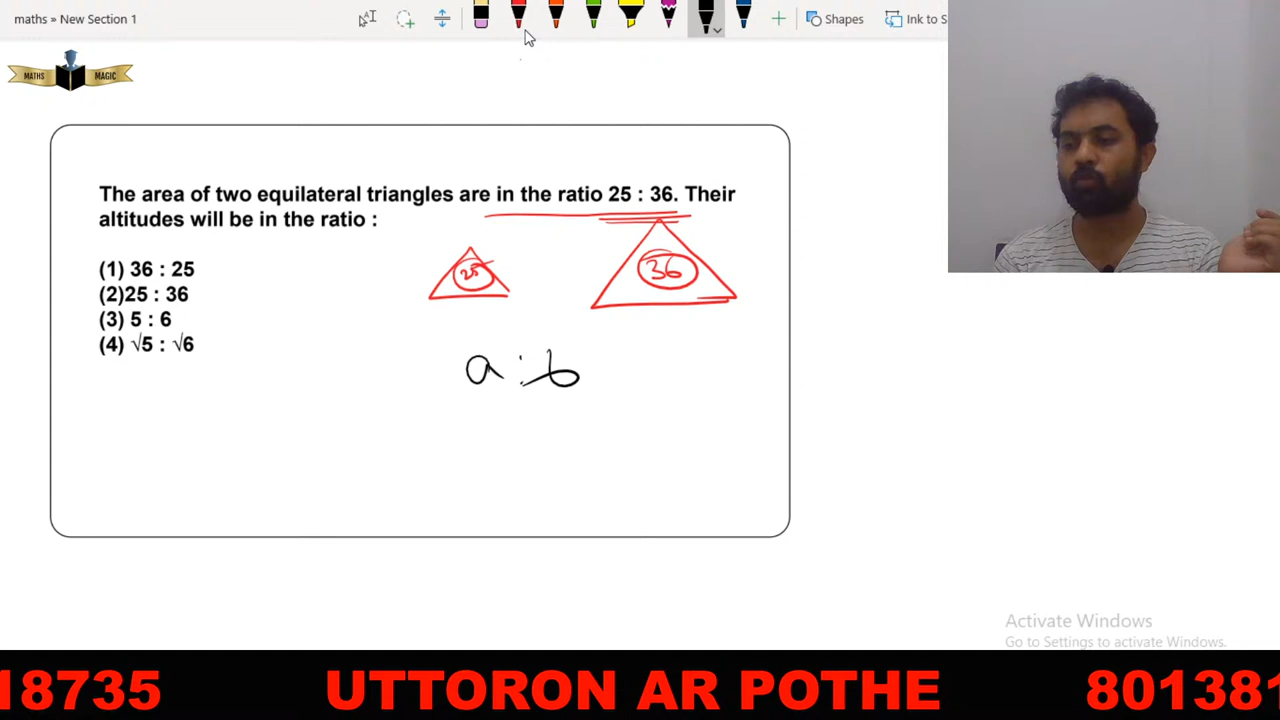 maths » New Section 1
Shapes
Ink to S
MATHS MAGIC
The area of two equilateral triangles are in the ratio 25 : 36. Their
altitudes will be in the ratio :
(1) 36 : 25
(2)25 : 36
(3) 5 : 6
(4) √5 : √6
25
36
a : b
Activate Windows
Go to Settings to activate Windows.
18735 UTTORON AR POTHE 801381